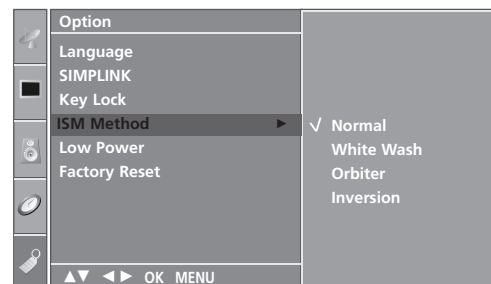 Option
Language
SIMPLINK
Key Lock
ISM Method ►
Low Power
Factory Reset
√ Normal
White Wash
Orbiter
Inversion
▲▼ ◄► OK MENU